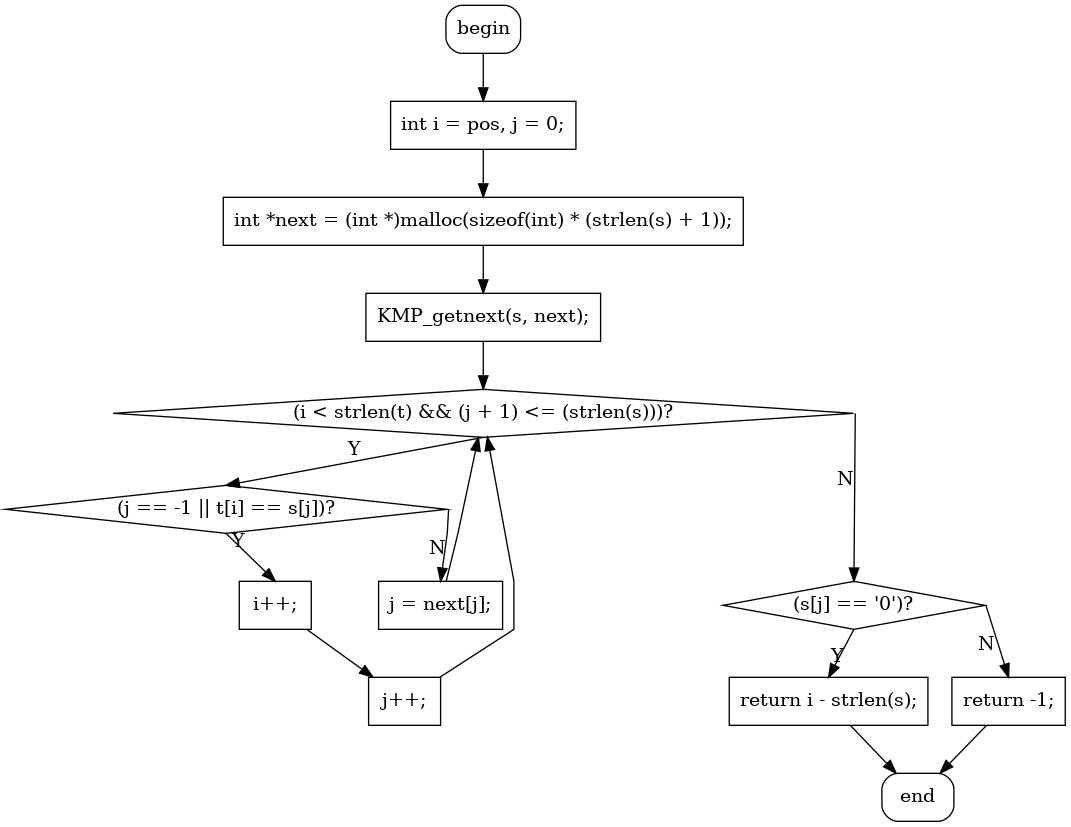 begin
int i = pos, j = 0;
int *next = (int *)malloc(sizeof(int) * (strlen(s) + 1));
KMP_getnext(s, next);
(i < strlen(t) && (j + 1) <= (strlen(s)))?
Y
N
(j == -1 || t[i] == s[j])?
Y
N
i++;
j = next[j];
j++;
(s[j] == '0')?
Y
N
return i - strlen(s);
return -1;
end